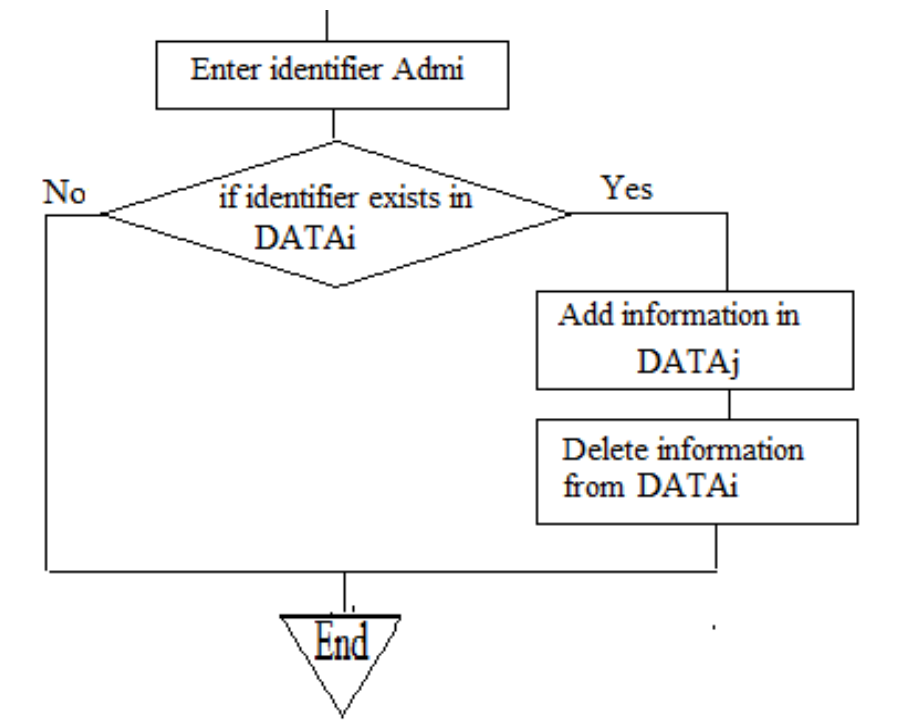 Enter identifier Admi
No
if identifier exists in
DATAi
Yes
Add information in
DATAj
Delete information
from DATAi
End